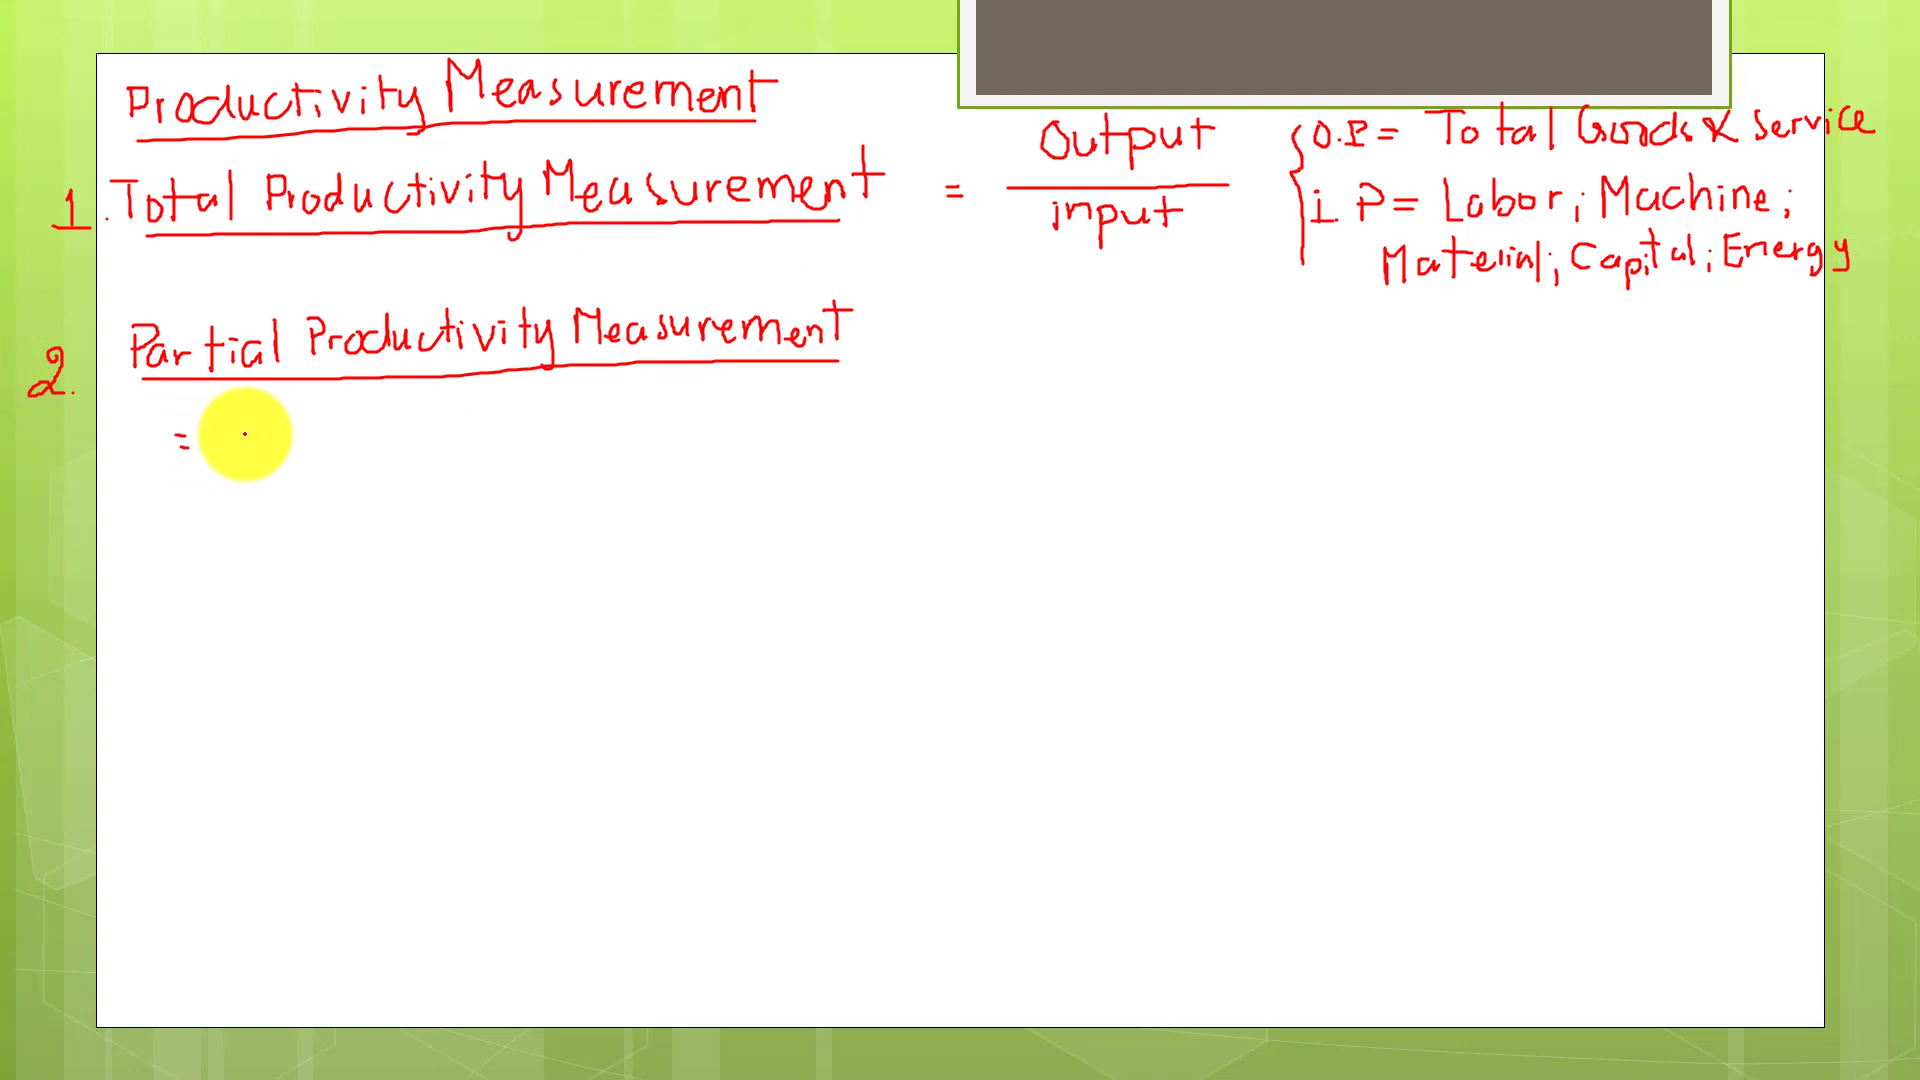 Productivity Measurement
1. Total Productivity Measurement = Output / input { O.P = Total Goods & Service
i. P = Labor; Machine;
Material; Capital; Energy
2. Partial Productivity Measurement
=